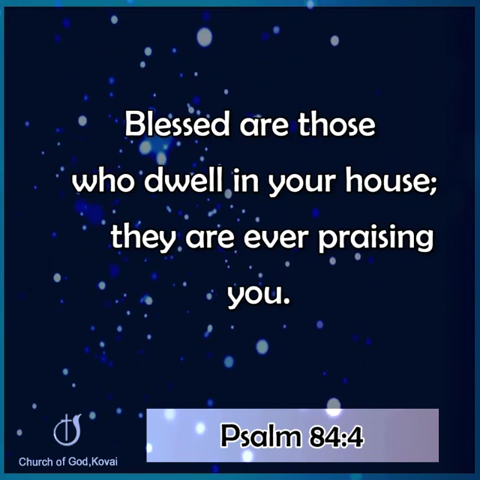 Blessed are those
who dwell in your house;
they are ever praising
you.
Psalm 84:4
Church of God,Kovai